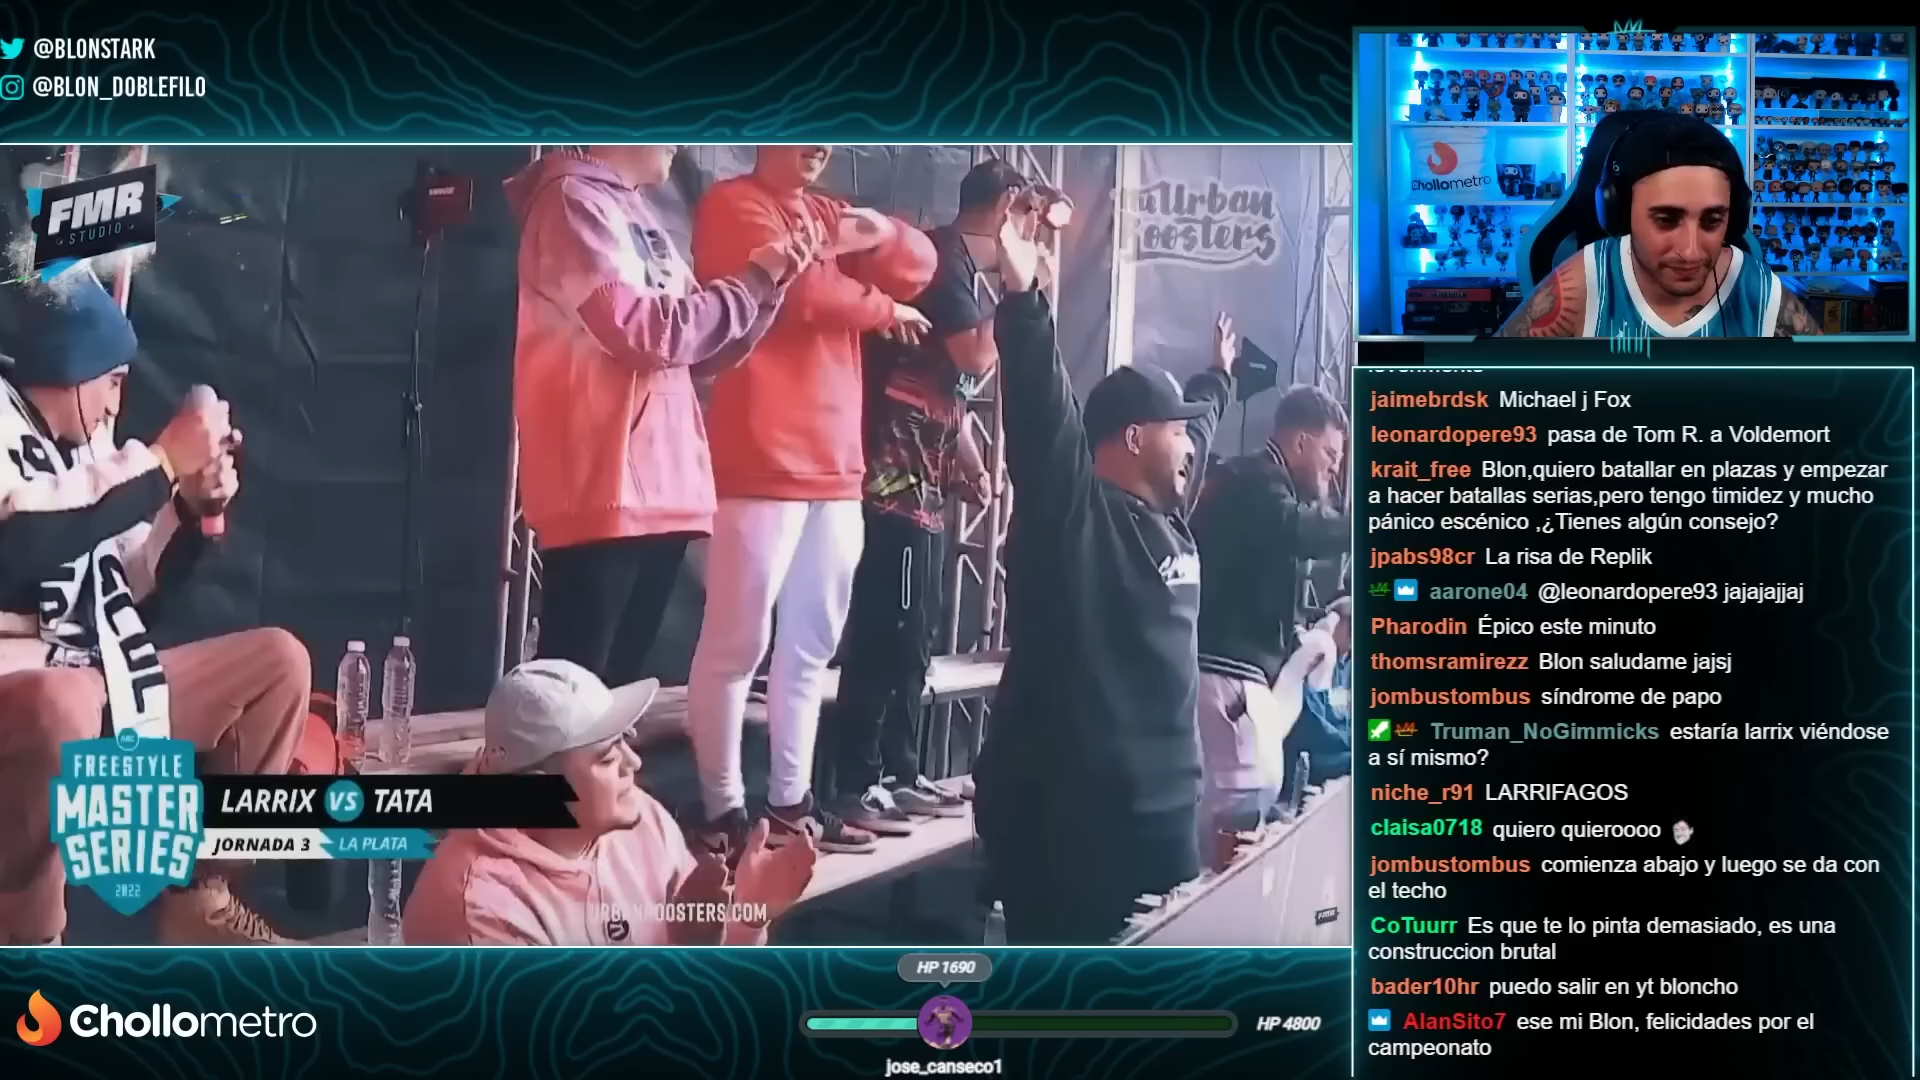 @BLONSTARK
@BLON_DOBLEFILO
FMR
STUDIO
Urban
Roosters
Chollometro
jaimebrdsk Michael j Fox
leonardopere93 pasa de Tom R. a Voldemort
krait_free Blon,quiero batallar en plazas y empezar
a hacer batallas serias,pero tengo timidez y mucho
pánico escénico ,¿Tienes algún consejo?
jpabs98cr La risa de Replik
aarone04 @leonardopere93 jajajajjaj
Pharodin Épico este minuto
thomsramirezz Blon saludame jajsj
jombustombus síndrome de papo
Truman_NoGimmicks estaría larrix viéndose
a sí mismo?
niche_r91 LARRIFAGOS
claisa0718 quiero quieroooo
jombustombus comienza abajo y luego se da con
el techo
CoTuurr Es que te lo pinta demasiado, es una
construccion brutal
bader10hr puedo salir en yt bloncho
AlanSito7 ese mi Blon, felicidades por el
campeonato
FREESTYLE
MASTER
SERIES
2022
LARRIX VS TATA
JORNADA 3 LA PLATA
URBANROOSTERS.COM
FMR
Chollometro
HP 1690
HP 4800
jose_canseco1